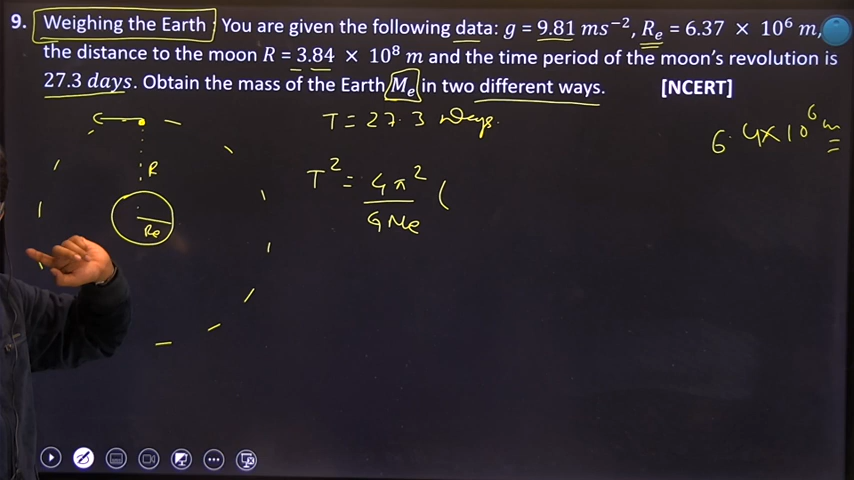 9. Weighing the Earth : You are given the following data: g = 9.81 ms⁻², Rₑ = 6.37 × 10⁶ m,
the distance to the moon R = 3.84 × 10⁸ m and the time period of the moon's revolution is
27.3 days. Obtain the mass of the Earth Mₑ in two different ways. [NCERT]
T = 27.3 days.
6.4×10⁶ m
R
T² = 4π² (
GMe
Re